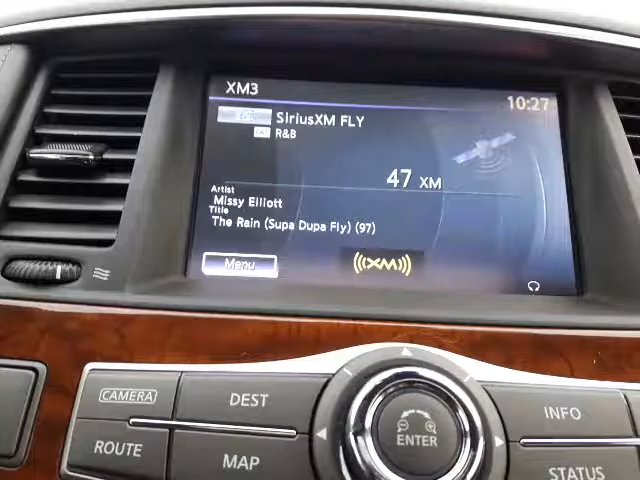 XM3
10:27
SiriusXM FLY
CAT R&B
47 XM
Artist
Missy Elliott
Title
The Rain (Supa Dupa Fly) (97)
Menu
((XM))
CAMERA
DEST
INFO
ROUTE
MAP
ENTER
STATUS